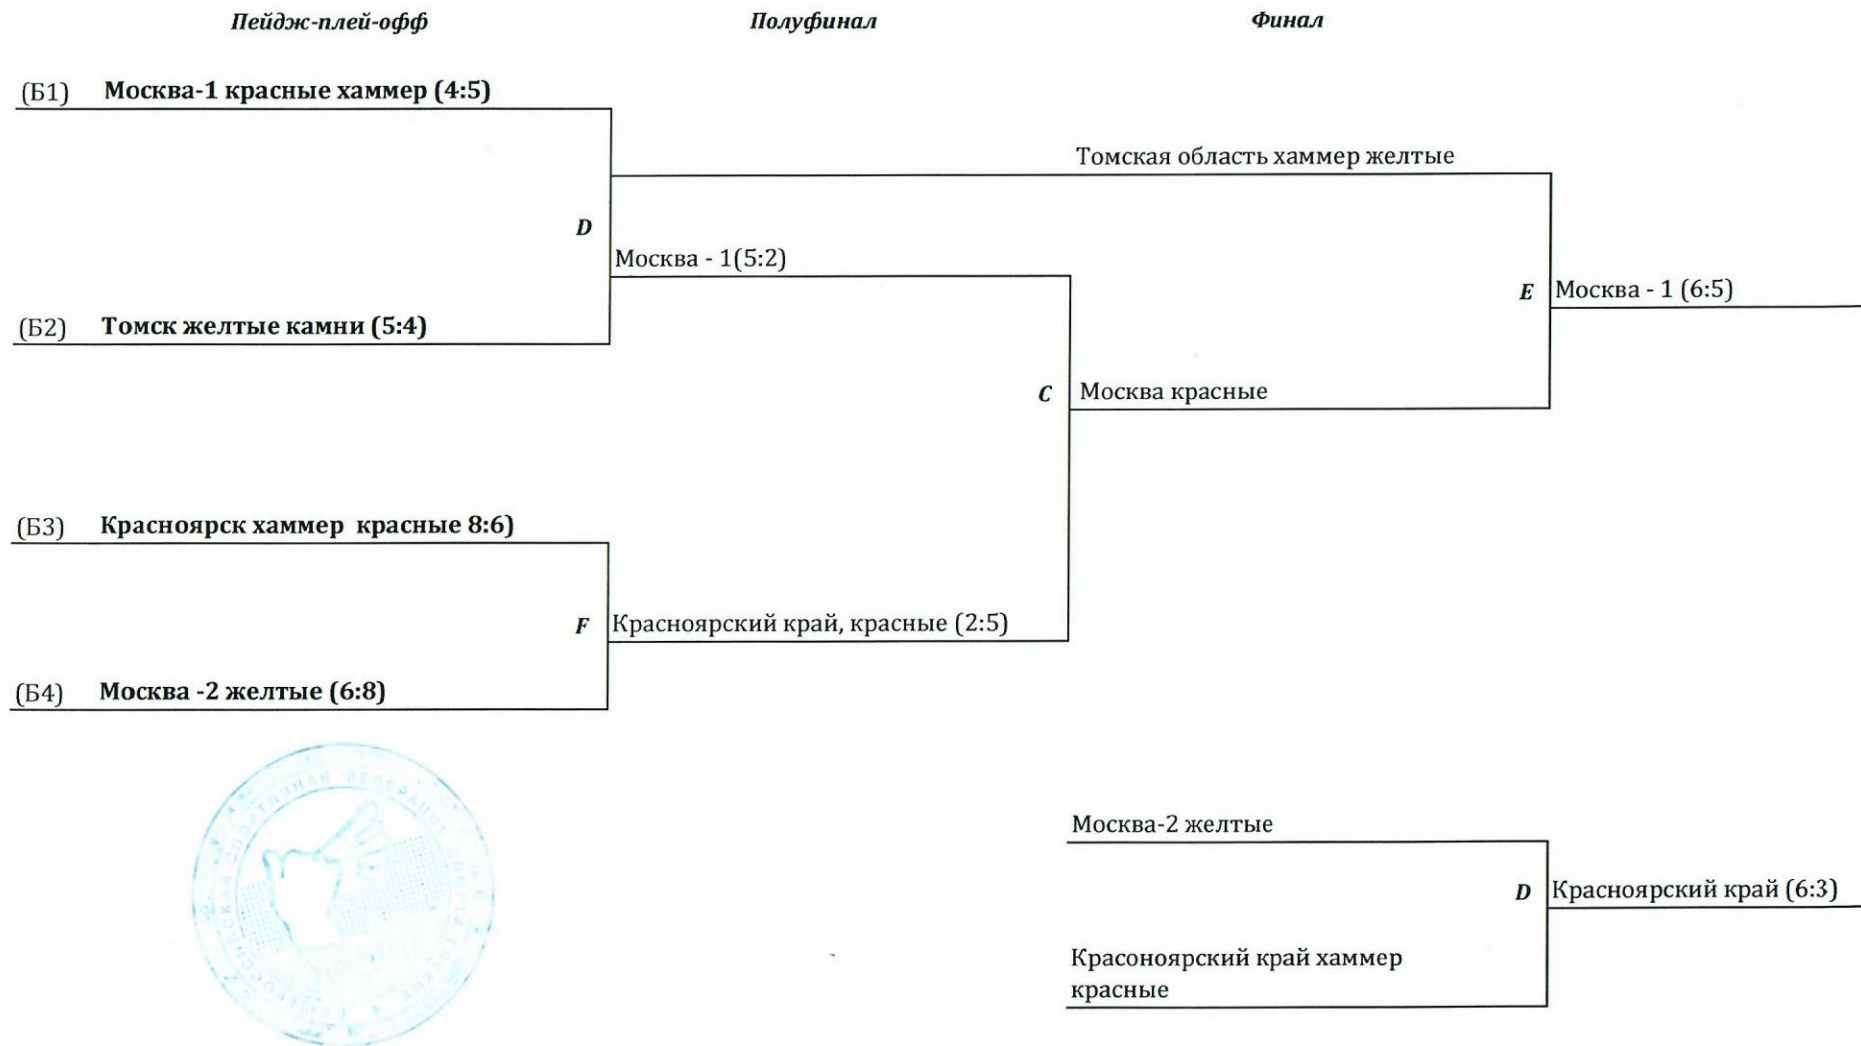 Пейдж-плей-офф
Полуфинал
Финал
(Б1) Москва-1 красные хаммер (4:5)
Томская область хаммер желтые
D
Москва - 1(5:2)
E Москва - 1 (6:5)
(Б2) Томск желтые камни (5:4)
C Москва красные
(Б3) Красноярск хаммер красные 8:6)
F Красноярский край, красные (2:5)
(Б4) Москва -2 желтые (6:8)
Москва-2 желтые
D Красноярский край (6:3)
Красоноярский край хаммер
красные